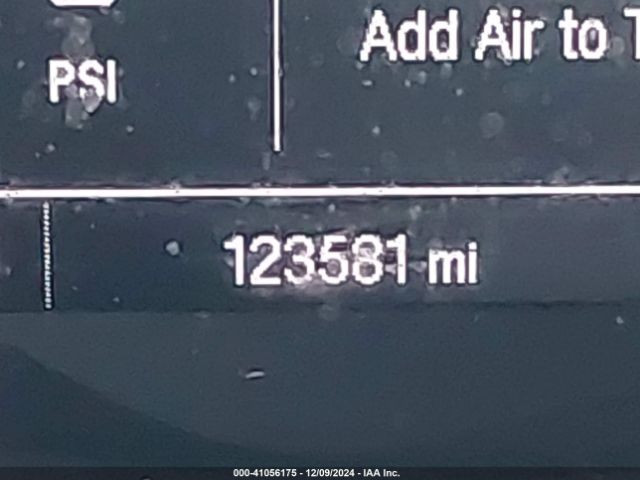 Add Air to
PSI
123581 mi
000-41056175 - 12/09/2024 - IAA Inc.